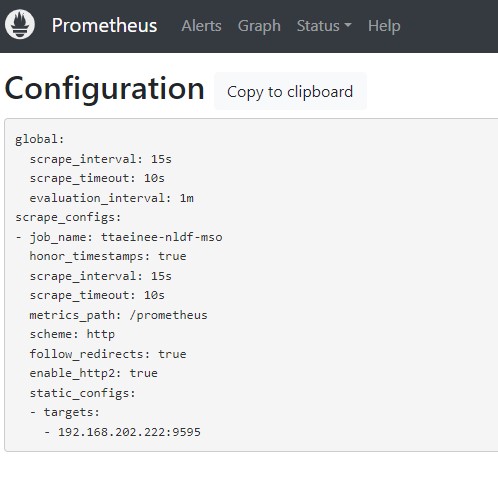 Prometheus Alerts Graph Status Help
Configuration Copy to clipboard
global:
  scrape_interval: 15s
  scrape_timeout: 10s
  evaluation_interval: 1m
scrape_configs:
- job_name: ttaeinee-nldf-mso
  honor_timestamps: true
  scrape_interval: 15s
  scrape_timeout: 10s
  metrics_path: /prometheus
  scheme: http
  follow_redirects: true
  enable_http2: true
  static_configs:
  - targets:
    - 192.168.202.222:9595